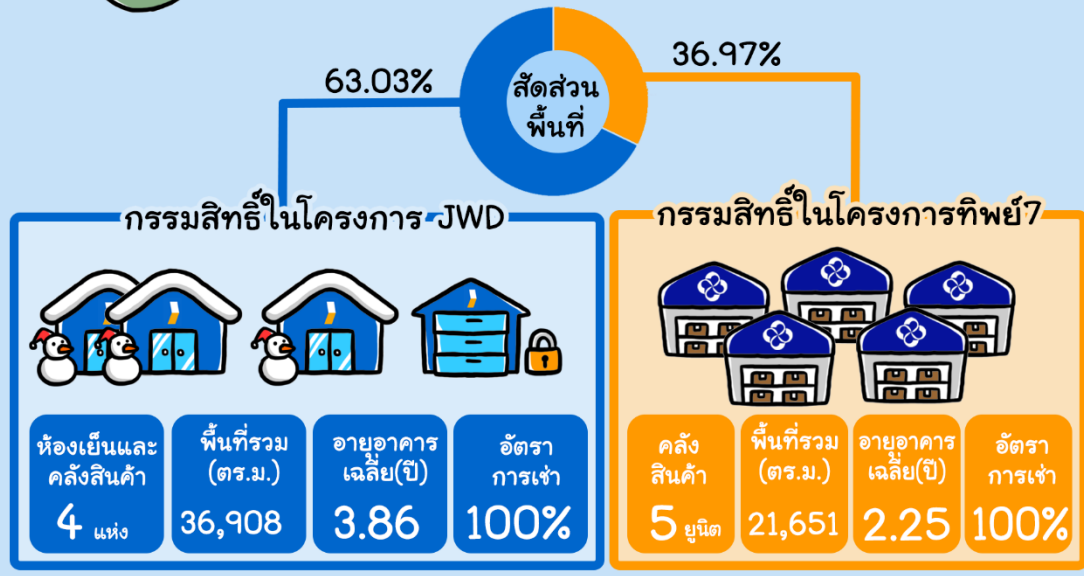 63.03%
36.97%
สัดส่วน
พื้นที่
กรรมสิทธิ์ในโครงการ JWD
ห้องเย็นและ
คลังสินค้า
4 แห่ง
พื้นที่รวม
(ตร.ม.)
36,908
อายุอาคาร
เฉลี่ย(ปี)
3.86
อัตรา
การเช่า
100%
กรรมสิทธิ์ในโครงการทิพย์7
คลัง
สินค้า
5 ยูนิต
พื้นที่รวม
(ตร.ม.)
21,651
อายุอาคาร
เฉลี่ย(ปี)
2.25
อัตรา
การเช่า
100%